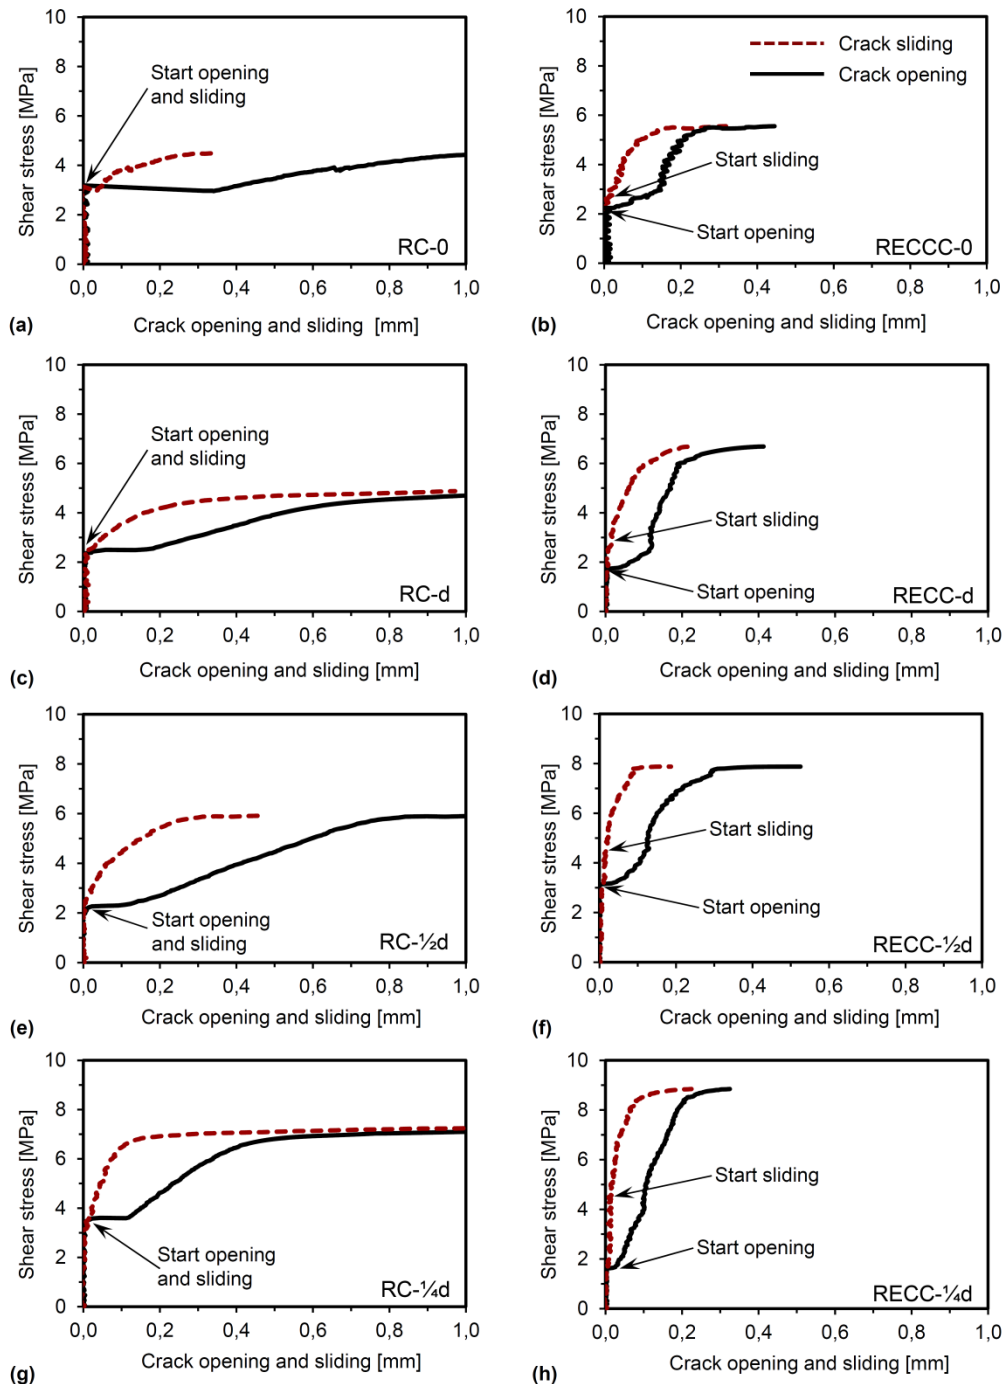 10
8
6
4
2
0
Shear stress [MPa]
Start opening
and sliding
RC-0
0,0 0,2 0,4 0,6 0,8 1,0
(a) Crack opening and sliding [mm]
10
8
6
4
2
0
Shear stress [MPa]
Crack sliding
Crack opening
Start sliding
Start opening
RECCC-0
0,0 0,2 0,4 0,6 0,8 1,0
(b) Crack opening and sliding [mm]
10
8
6
4
2
0
Shear stress [MPa]
Start opening
and sliding
RC-d
0,0 0,2 0,4 0,6 0,8 1,0
Crack opening and sliding [mm]
(c)
10
8
6
4
2
0
Shear stress [MPa]
Start sliding
Start opening
RECC-d
0,0 0,2 0,4 0,6 0,8 1,0
Crack opening and sliding [mm]
(d)
10
8
6
4
2
0
Shear stress [MPa]
Start opening
and sliding
RC-½d
0,0 0,2 0,4 0,6 0,8 1,0
(e) Crack opening and sliding [mm]
10
8
6
4
2
0
Shear stress [MPa]
Start sliding
Start opening
RECC-½d
0,0 0,2 0,4 0,6 0,8 1,0
(f) Crack opening and sliding [mm]
10
8
6
4
2
0
Shear stress [MPa]
Start opening
and sliding
RC-¼d
0,0 0,2 0,4 0,6 0,8 1,0
Crack opening and sliding [mm]
(g)
10
8
6
4
2
0
Shear stress [MPa]
Start sliding
Start opening
RECC-¼d
0,0 0,2 0,4 0,6 0,8 1,0
Crack opening and sliding [mm]
(h)